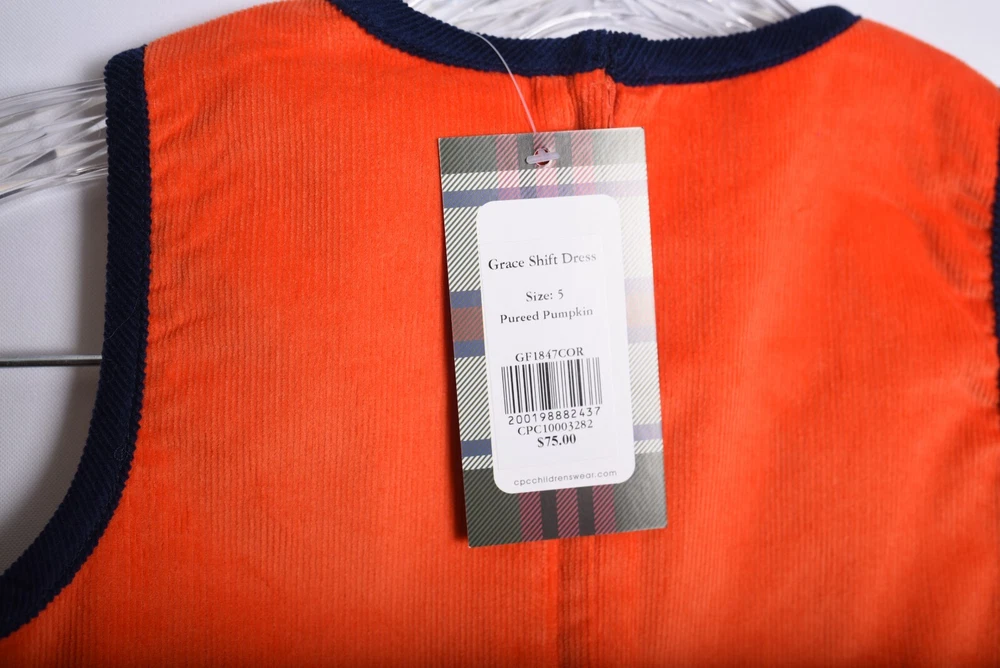 Grace Shift Dress
Size: 5
Pureed Pumpkin
GF1847COR
200198882437
CPC10003282
$75.00
cpcchildrenswear.com